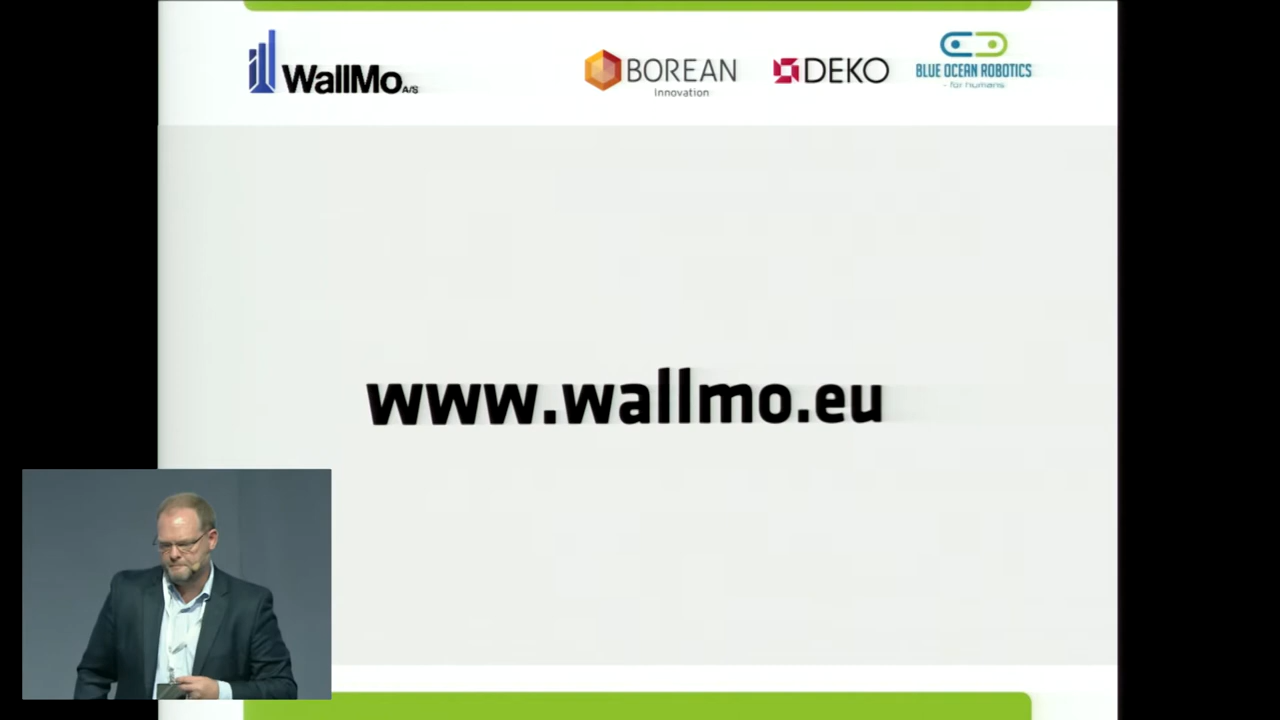 WallMo A/S
BOREAN
Innovation
DEKO
BLUE OCEAN ROBOTICS
- for humans
www.wallmo.eu